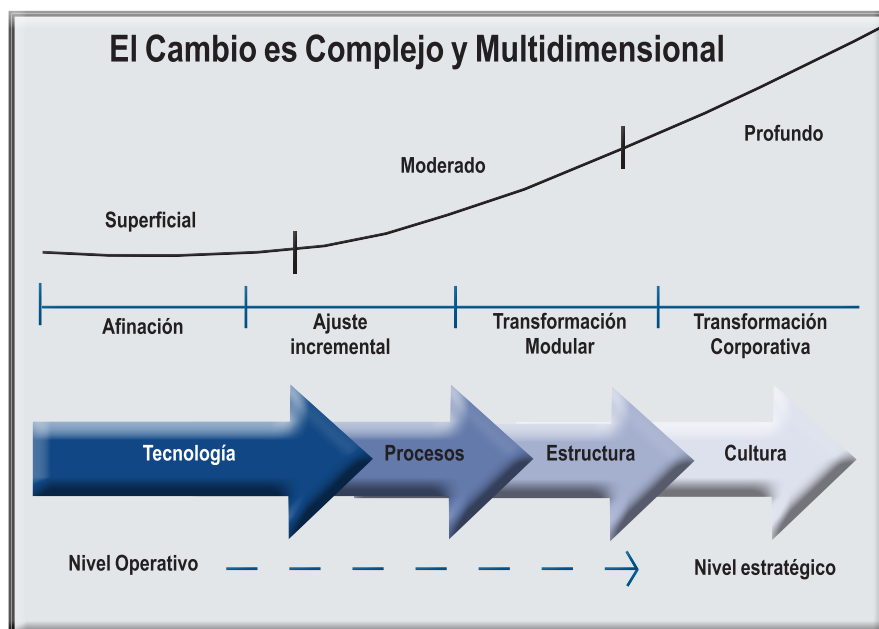 El Cambio es Complejo y Multidimensional
Profundo
Moderado
Superficial
Afinación
Ajuste
incremental
Transformación
Modular
Transformación
Corporativa
Tecnología
Procesos
Estructura
Cultura
Nivel Operativo
Nivel estratégico